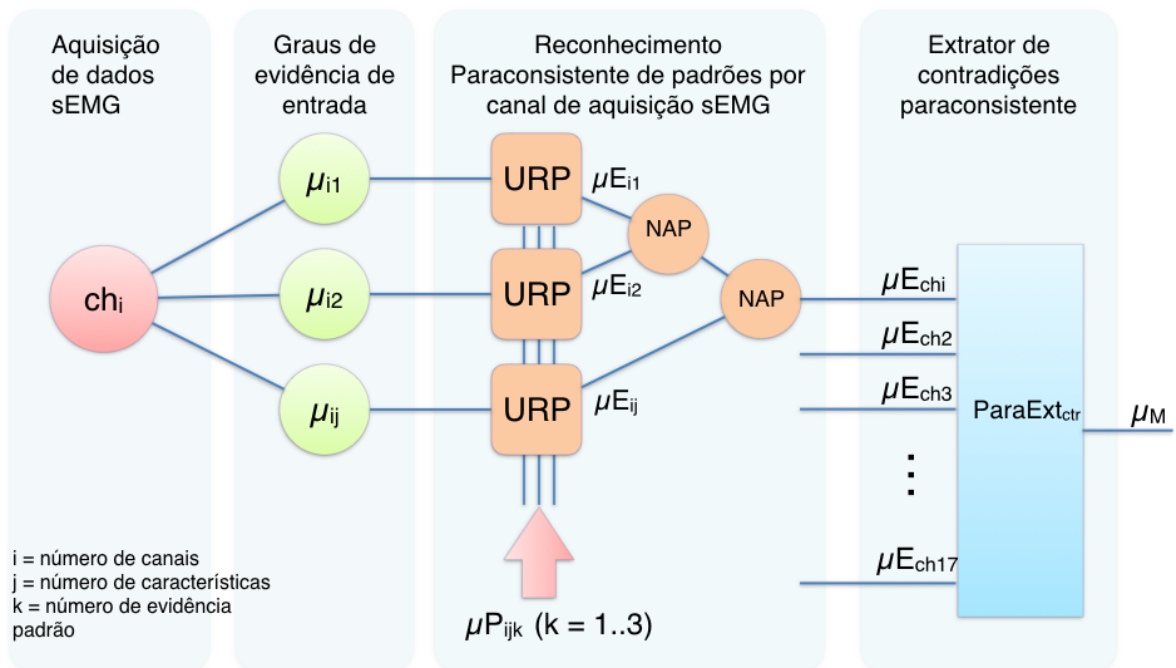 Aquisição
de dados
sEMG
Graus de
evidência de
entrada
Reconhecimento
Paraconsistente de padrões por
canal de aquisição sEMG
Extrator de
contradições
paraconsistente
chi
μi1
μi2
μij
URP
URP
URP
μEi1
μEi2
μEij
NAP
NAP
μPijk (k = 1..3)
μEchi
μEch2
μEch3
⋮
μEch17
ParaExtctr
μM
i = número de canais
j = número de características
k = número de evidência
padrão